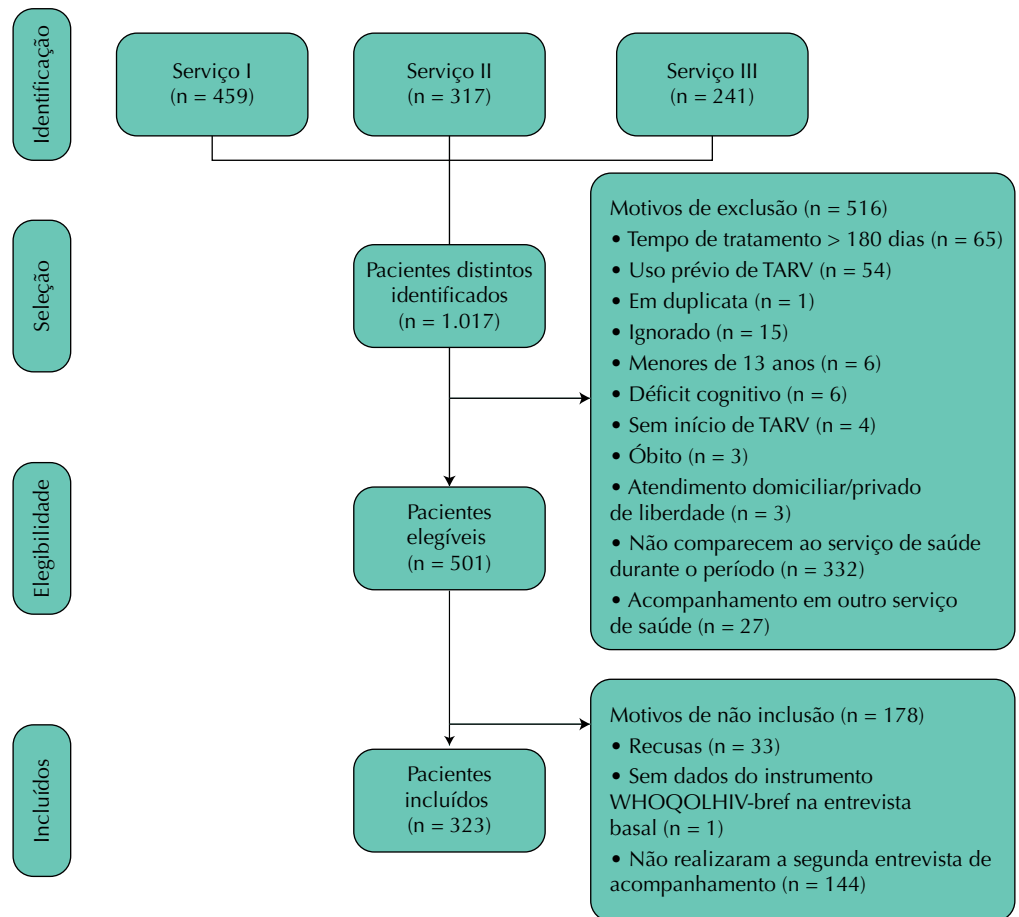 Identificação
Serviço I
(n = 459)
Serviço II
(n = 317)
Serviço III
(n = 241)
Seleção
Pacientes distintos
identificados
(n = 1.017)
Motivos de exclusão (n = 516)
• Tempo de tratamento > 180 dias (n = 65)
• Uso prévio de TARV (n = 54)
• Em duplicata (n = 1)
• Ignorado (n = 15)
• Menores de 13 anos (n = 6)
• Déficit cognitivo (n = 6)
• Sem início de TARV (n = 4)
• Óbito (n = 3)
• Atendimento domiciliar/privado
de liberdade (n = 3)
• Não comparecem ao serviço de saúde
durante o período (n = 332)
• Acompanhamento em outro serviço
de saúde (n = 27)
Elegibilidade
Pacientes
elegíveis
(n = 501)
Incluídos
Pacientes
incluídos
(n = 323)
Motivos de não inclusão (n = 178)
• Recusas (n = 33)
• Sem dados do instrumento
WHOQOLHIV-bref na entrevista
basal (n = 1)
• Não realizaram a segunda entrevista de
acompanhamento (n = 144)